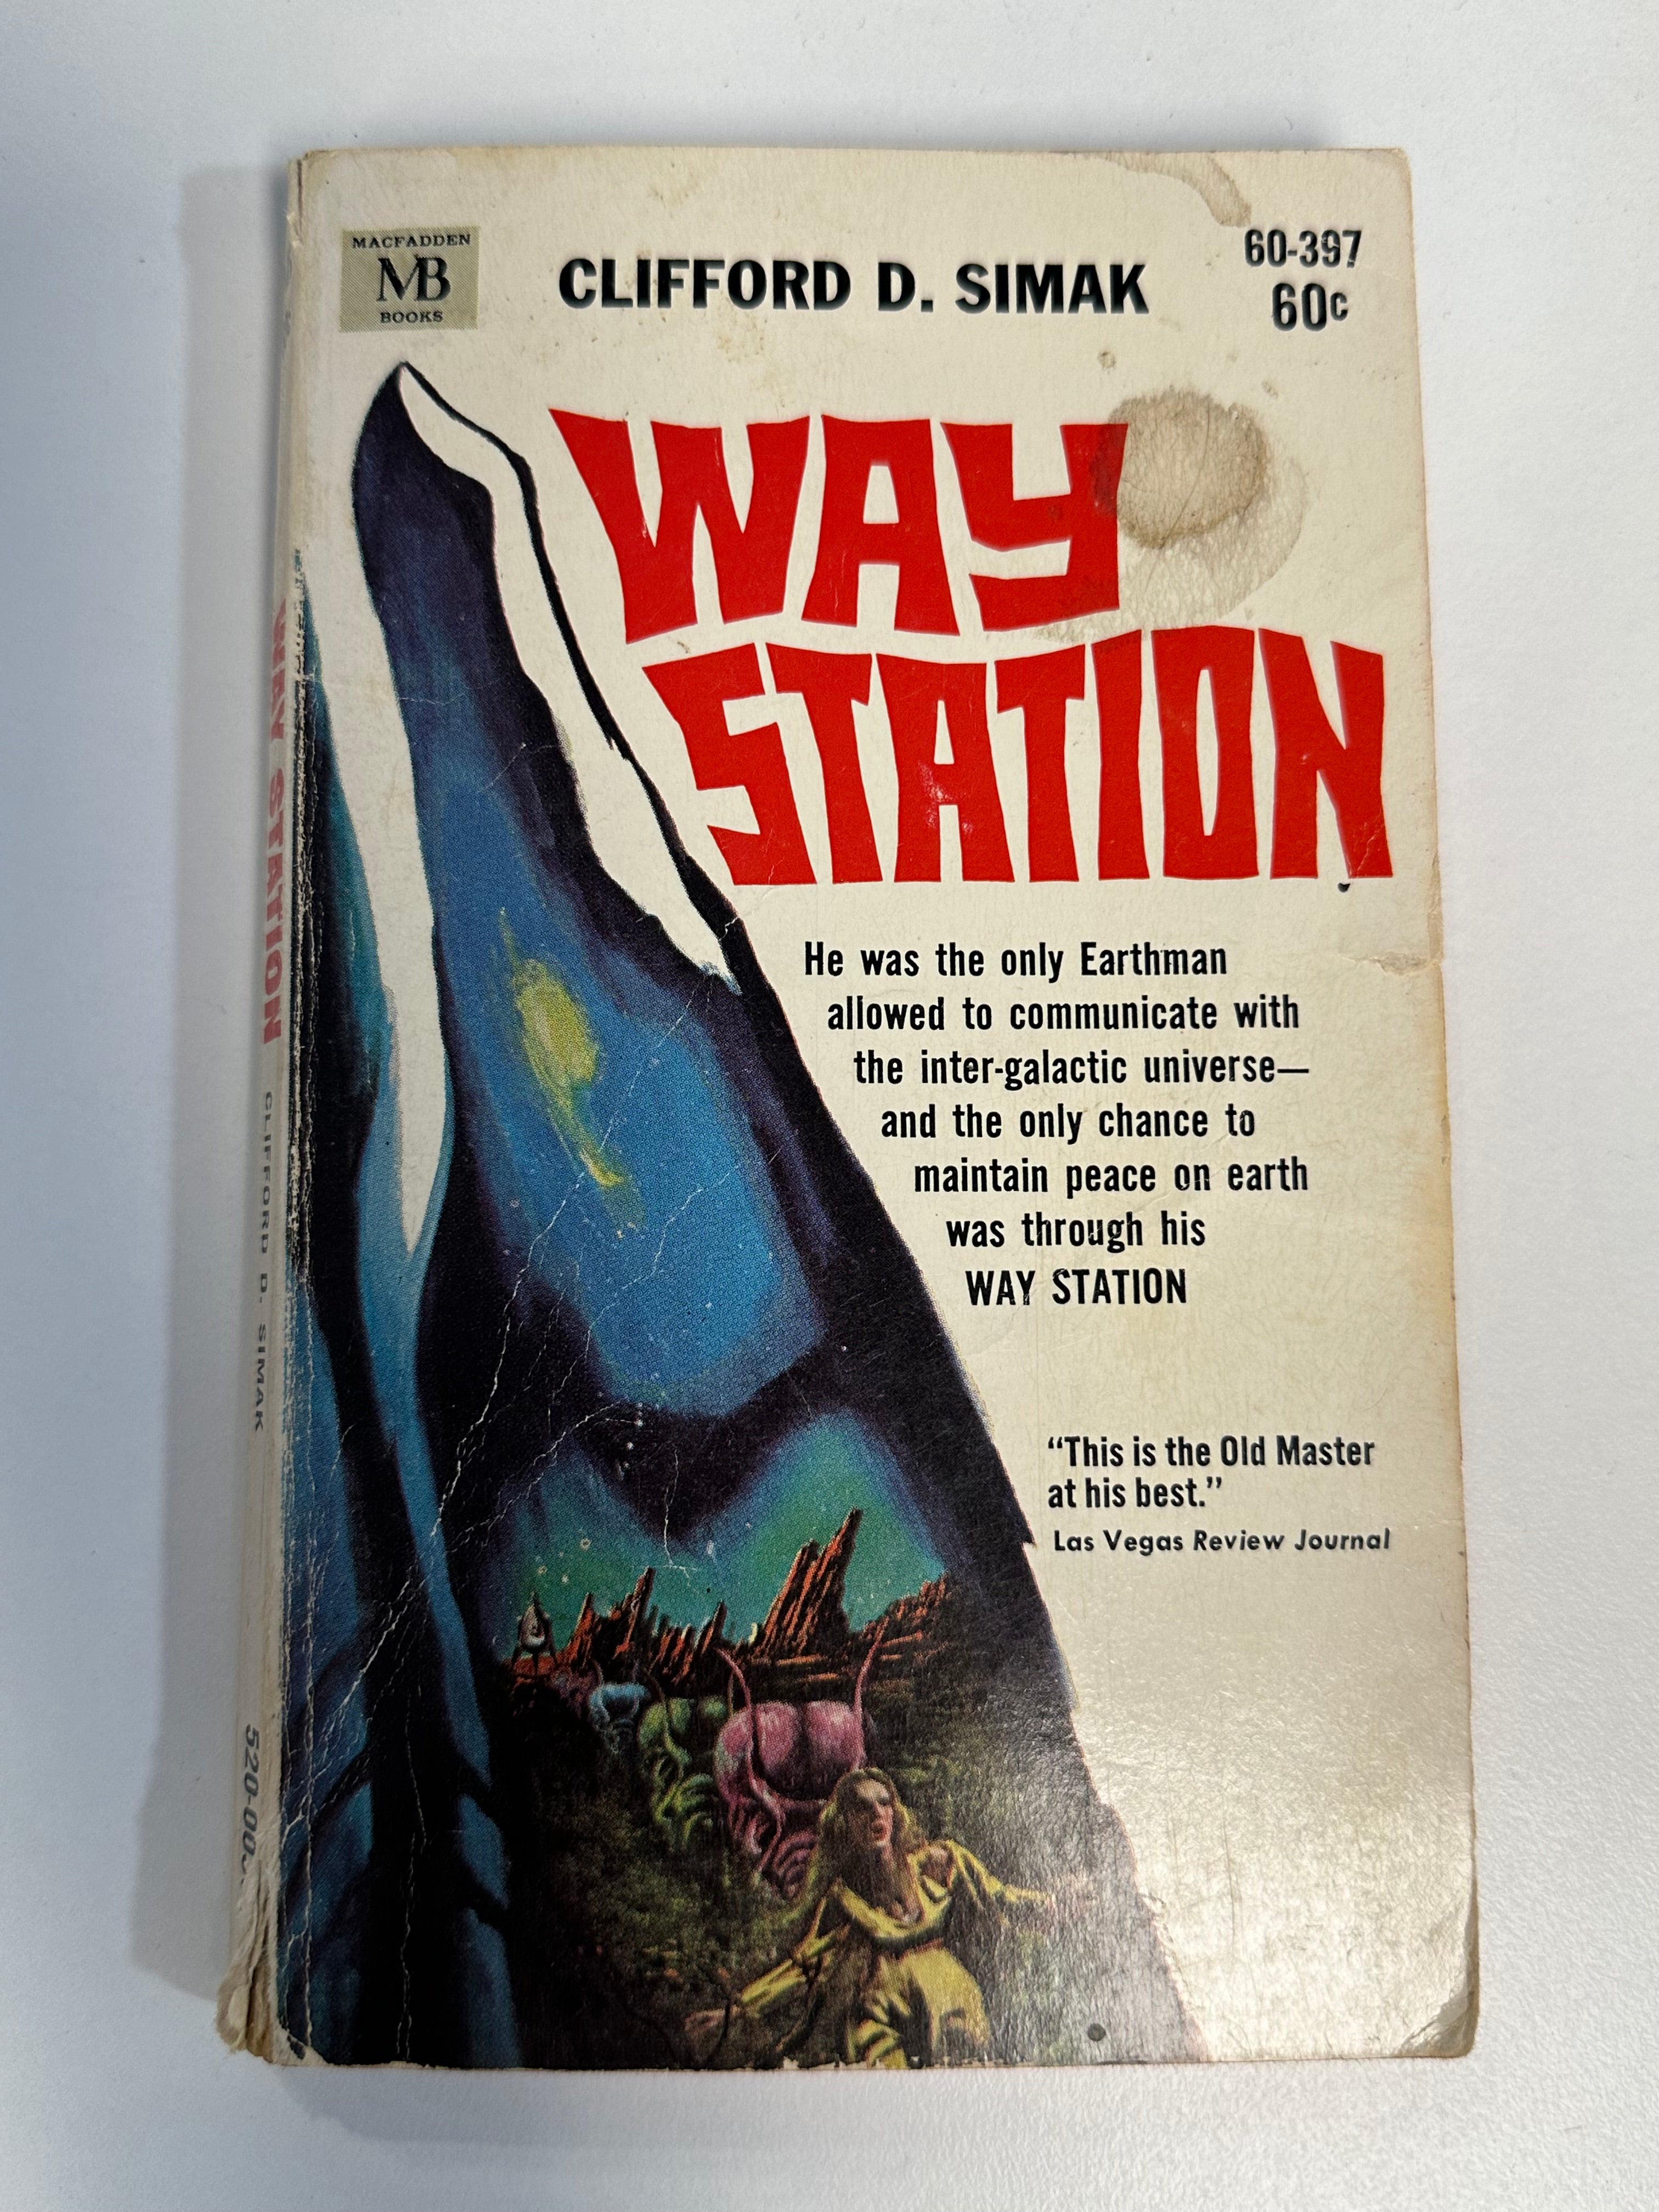 MACFADDEN
MB
BOOKS
CLIFFORD D. SIMAK
60-397
60c
WAY
STATION
He was the only Earthman
allowed to communicate with
the inter-galactic universe—
and the only chance to
maintain peace on earth
was through his
WAY STATION
“This is the Old Master
at his best.”
Las Vegas Review Journal
WAY STATION CLIFFORD D. SIMAK